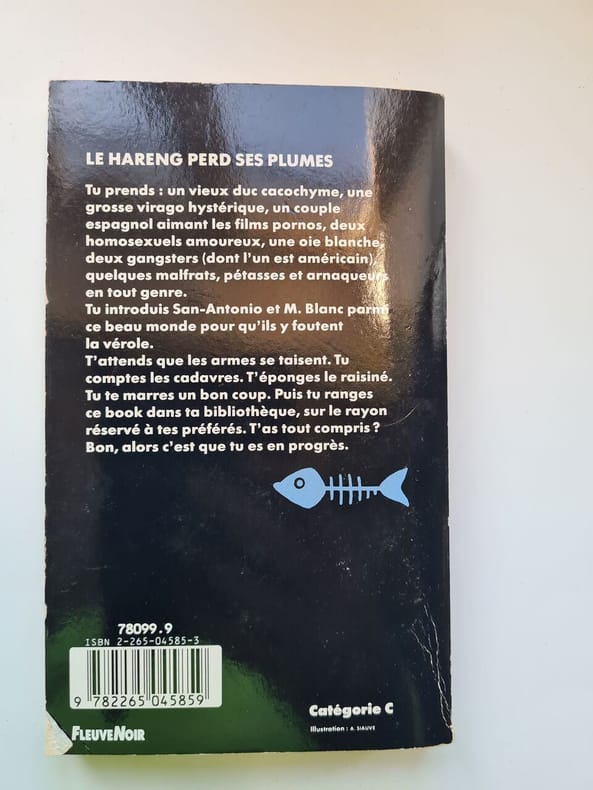 LE HARENG PERD SES PLUMES
Tu prends : un vieux duc cacochyme, une
grosse virago hystérique, un couple
espagnol aimant les films pornos, deux
homosexuels amoureux, une oie blanche,
deux gangsters (dont l'un est américain),
quelques malfrats, pétasses et arnaqueurs
en tout genre.
Tu introduis San-Antonio et M. Blanc parmi
ce beau monde pour qu'ils y foutent
la vérole.
T'attends que les armes se taisent. Tu
comptes les cadavres. T'éponges le raisiné.
Tu te marres un bon coup. Puis tu ranges
ce book dans ta bibliothèque, sur le rayon
réservé à tes préférés. T'as tout compris ?
Bon, alors c'est que tu es en progrès.
78099.9
ISBN 2-265-04585-3
9 782265 045859
FLEUVE NOIR
Catégorie C
Illustration : A. SIAUVE